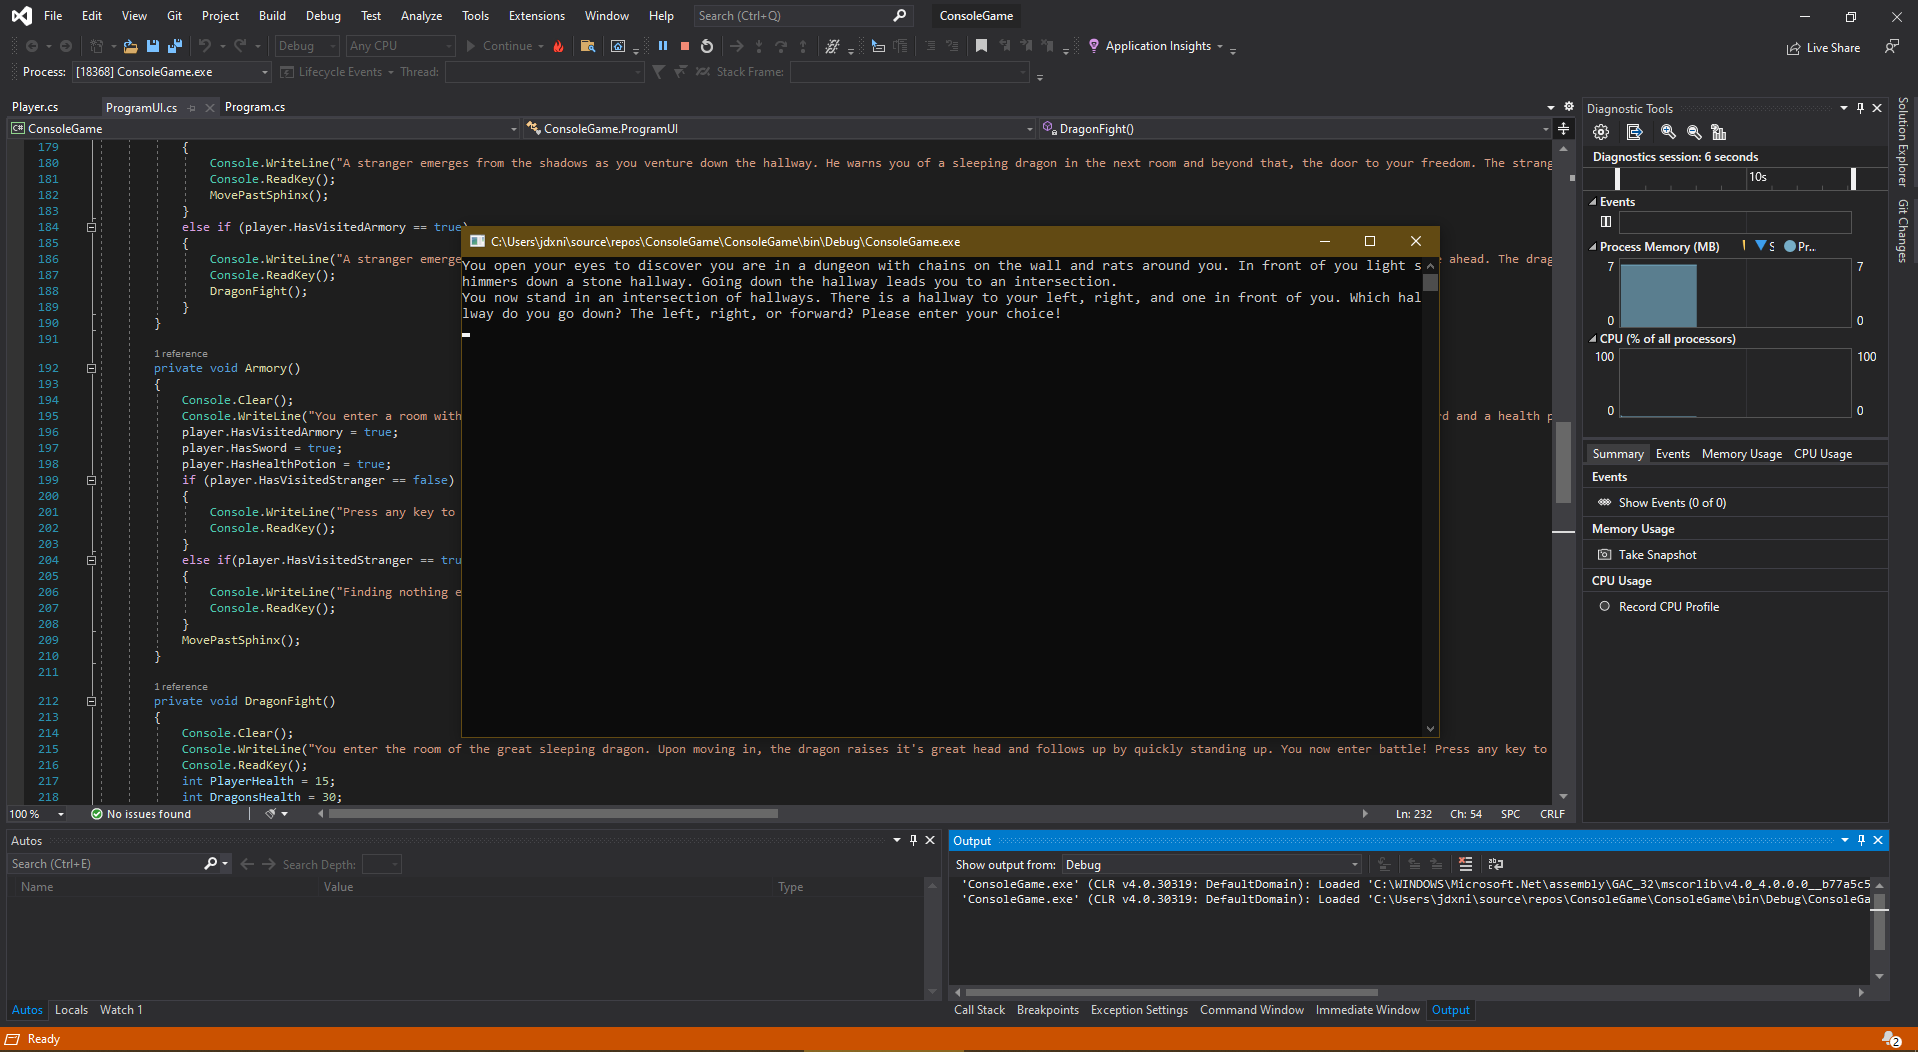 File Edit View Git Project Build Debug Test Analyze Tools Extensions Window Help Search (Ctrl+Q) ConsoleGame
Debug Any CPU Continue Application Insights Live Share
Process: [18368] ConsoleGame.exe Lifecycle Events Thread: Stack Frame:
Player.cs ProgramUI.cs Program.cs
C# ConsoleGame ConsoleGame.ProgramUI DragonFight()
179 {
180 Console.WriteLine("A stranger emerges from the shadows as you venture down the hallway. He warns you of a sleeping dragon in the next room and beyond that, the door to your freedom. The strang
181 Console.ReadKey();
182 MovePastSphinx();
183 }
184 else if (player.HasVisitedArmory == true)
185 {
186 Console.WriteLine("A stranger emerge ahead. The drag
187 Console.ReadKey();
188 DragonFight();
189 }
190 }
191
1 reference
192 private void Armory()
193 {
194 Console.Clear();
195 Console.WriteLine("You enter a room with rd and a health p
196 player.HasVisitedArmory = true;
197 player.HasSword = true;
198 player.HasHealthPotion = true;
199 if (player.HasVisitedStranger == false)
200 {
201 Console.WriteLine("Press any key to
202 Console.ReadKey();
203 }
204 else if(player.HasVisitedStranger == tru
205 {
206 Console.WriteLine("Finding nothing e
207 Console.ReadKey();
208 }
209 MovePastSphinx();
210 }
211
1 reference
212 private void DragonFight()
213 {
214 Console.Clear();
215 Console.WriteLine("You enter the room of the great sleeping dragon. Upon moving in, the dragon raises it's great head and follows up by quickly standing up. You now enter battle! Press any key to
216 Console.ReadKey();
217 int PlayerHealth = 15;
218 int DragonsHealth = 30;
C:\Users\jdxni\source\repos\ConsoleGame\ConsoleGame\bin\Debug\ConsoleGame.exe
You open your eyes to discover you are in a dungeon with chains on the wall and rats around you. In front of you light s
himmers down a stone hallway. Going down the hallway leads you to an intersection.
You now stand in an intersection of hallways. There is a hallway to your left, right, and one in front of you. Which hal
lway do you go down? The left, right, or forward? Please enter your choice!
100 % No issues found Ln: 232 Ch: 54 SPC CRLF
Diagnostic Tools
Diagnostics session: 6 seconds
10s
Events
Process Memory (MB) S Pr...
7 7
0 0
CPU (% of all processors)
100 100
0 0
Summary Events Memory Usage CPU Usage
Events
Show Events (0 of 0)
Memory Usage
Take Snapshot
CPU Usage
Record CPU Profile
Solution Explorer
Git Changes
Autos
Search (Ctrl+E) Search Depth:
Name Value Type
Autos Locals Watch 1
Output
Show output from: Debug
'ConsoleGame.exe' (CLR v4.0.30319: DefaultDomain): Loaded 'C:\WINDOWS\Microsoft.Net\assembly\GAC_32\mscorlib\v4.0_4.0.0.0__b77a5c5
'ConsoleGame.exe' (CLR v4.0.30319: DefaultDomain): Loaded 'C:\Users\jdxni\source\repos\ConsoleGame\ConsoleGame\bin\Debug\ConsoleGa
Call Stack Breakpoints Exception Settings Command Window Immediate Window Output
Ready 2